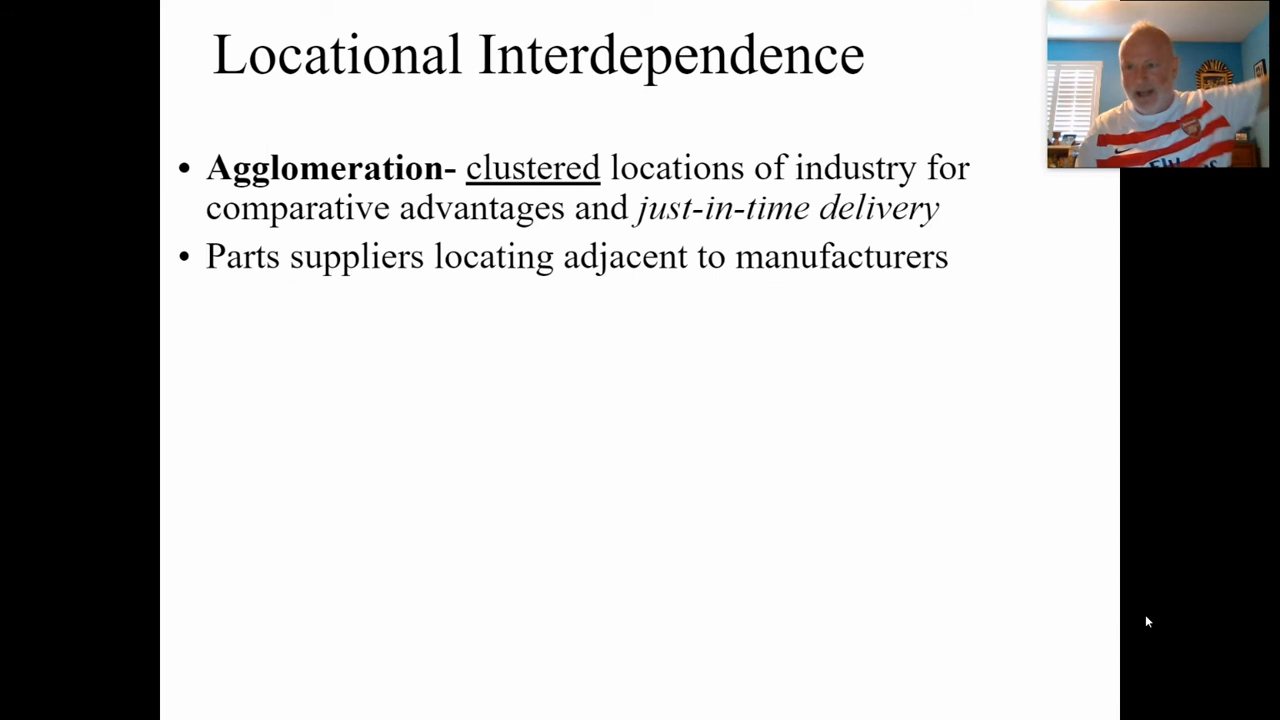 Locational Interdependence
• Agglomeration- clustered locations of industry for
comparative advantages and just-in-time delivery
• Parts suppliers locating adjacent to manufacturers